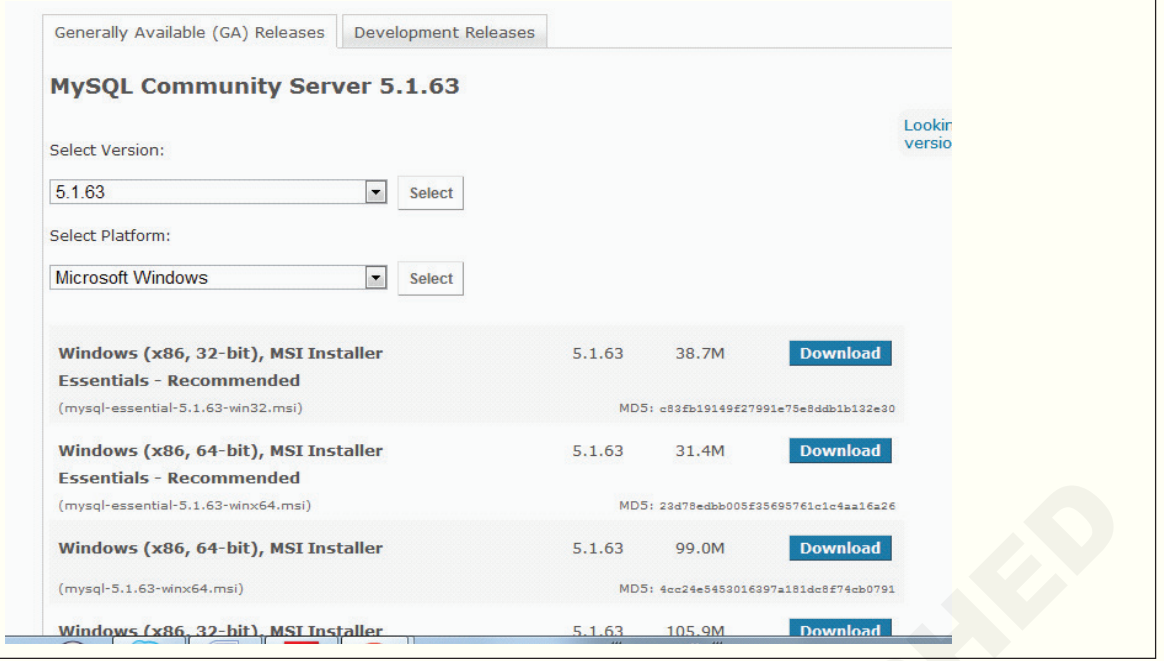 Generally Available (GA) Releases
Development Releases
MySQL Community Server 5.1.63
Lookin
versio
Select Version:
5.1.63
Select
Select Platform:
Microsoft Windows
Select
Windows (x86, 32-bit), MSI Installer 5.1.63 38.7M Download
Essentials - Recommended
(mysql-essential-5.1.63-win32.msi) MD5: c83fb19149f27991e75e8ddb1b132e30
Windows (x86, 64-bit), MSI Installer 5.1.63 31.4M Download
Essentials - Recommended
(mysql-essential-5.1.63-winx64.msi) MD5: 23d78edbb005f35695761c1c4aa16a26
Windows (x86, 64-bit), MSI Installer 5.1.63 99.0M Download
(mysql-5.1.63-winx64.msi) MD5: 4cc24e5453016397a181dc8f74cb0791
Windows (x86, 32-bit), MSI Installer 5.1.63 105.9M Download
HED